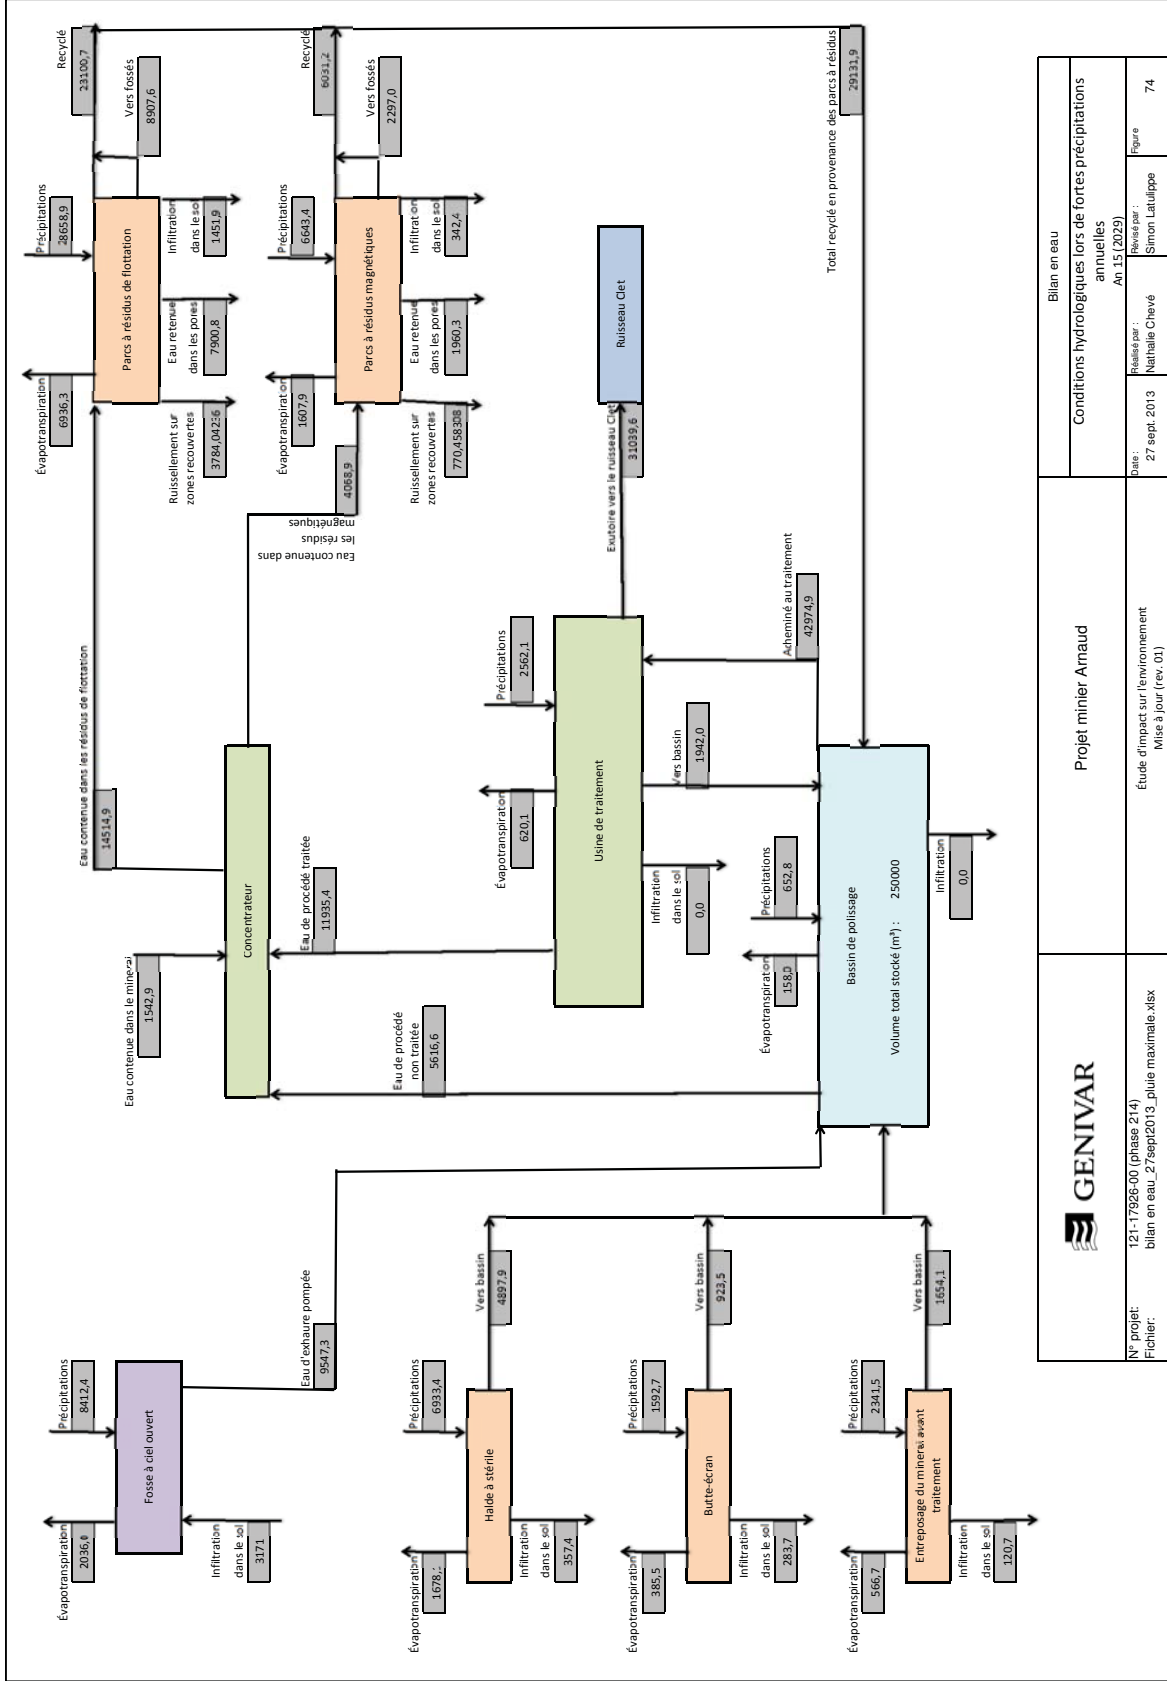 Évapotranspiration
2036,0
Précipitations
8412,4
Fosse à ciel ouvert
Infiltration
dans le sol
3171
Eau d'exhaure pompée
9547,3
Évapotranspiration
Précipitations
6933,4
Halde à stérile
Infiltration
dans le sol
357,4
Vers bassin
4897,9
Évapotranspiration
385,5
Précipitations
1592,7
Butte-écran
Infiltration
dans le sol
283,7
Vers bassin
923,5
Évapotranspiration
566,7
Précipitations
2341,5
Entreposage du minerai avant
traitement
Infiltration
dans le sol
120,7
Vers bassin
1654,1
Eau contenue dans le minerai
1542,9
Eau contenue dans les résidus de flottation
14514,9
Concentrateur
Eau de procédé
non traitée
5616,6
Eau de procédé traitée
11935,4
Eau contenue dans
les résidus
magnétiques
4068,9
Évapotranspiration
620,1
Précipitations
2562,1
Usine de traitement
Infiltration
dans le sol
0,0
Vers bassin
1942,0
Acheminé au traitement
42974,9
Exutoire vers le ruisseau Clet
31039,6
Ruisseau Clet
Évapotranspiration
158,0
Précipitations
652,8
Bassin de polissage
Volume total stocké (m³) : 250000
Infiltration
0,0
Évapotranspiration
6936,3
Précipitations
28658,9
Parcs à résidus de flottation
Ruissellement sur
zones recouvertes
3784,04236
Eau retenue
dans les pores
7900,8
Infiltration
dans le sol
1451,9
Vers fossés
8907,6
Recyclé
23100,7
Évapotranspiration
1607,9
Précipitations
6643,4
Parcs à résidus magnétiques
Ruissellement sur
zones recouvertes
770,458308
Eau retenue
dans les pores
1960,3
Infiltration
dans le sol
342,4
Vers fossés
2297,0
Recyclé
6031,2
Total recyclé en provenance des parcs à résidus
29131,9
GENIVAR
N° projet: 121-17926-00 (phase 214)
Fichier: bilan en eau_27sept2013_pluie maximale.xlsx
Projet minier Arnaud
Étude d'impact sur l'environnement
Mise à jour (rev. 01)
Bilan en eau
Conditions hydrologiques lors de fortes précipitations
annuelles
An 15 (2029)
Date : 27 sept. 2013
Réalisé par : Nathalie Chevé
Révisé par : Simon Latulippe
Figure 74